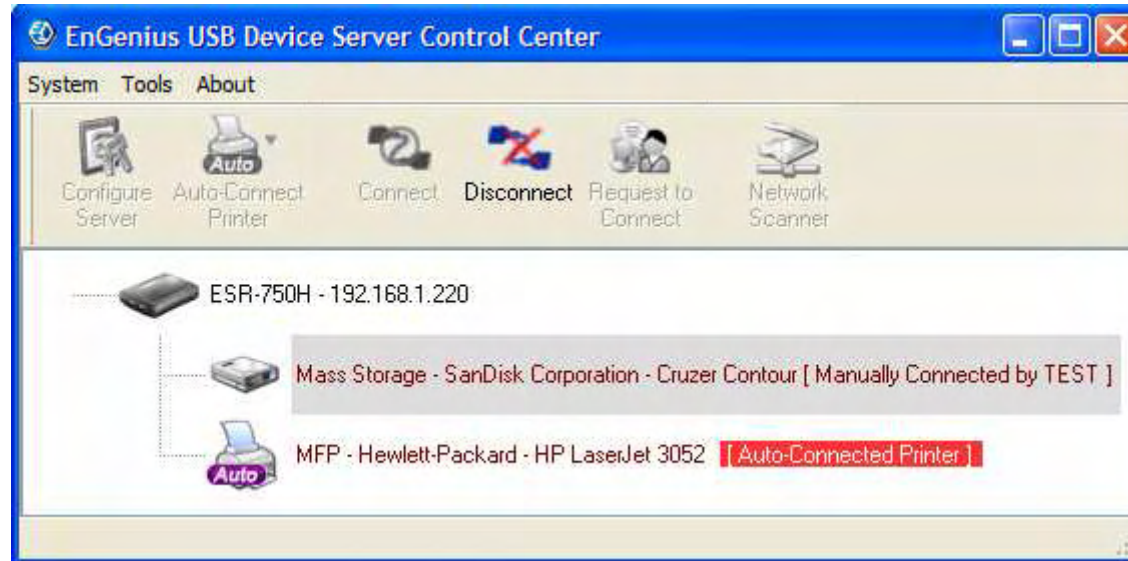 EnGenius USB Device Server Control Center
System Tools About
Configure Server
Auto
Auto-Connect Printer
Connect
Disconnect
Request to Connect
Network Scanner
ESR-750H - 192.168.1.220
Mass Storage - SanDisk Corporation - Cruzer Contour [ Manually Connected by TEST ]
Auto
MFP - Hewlett-Packard - HP LaserJet 3052 [ Auto-Connected Printer ]